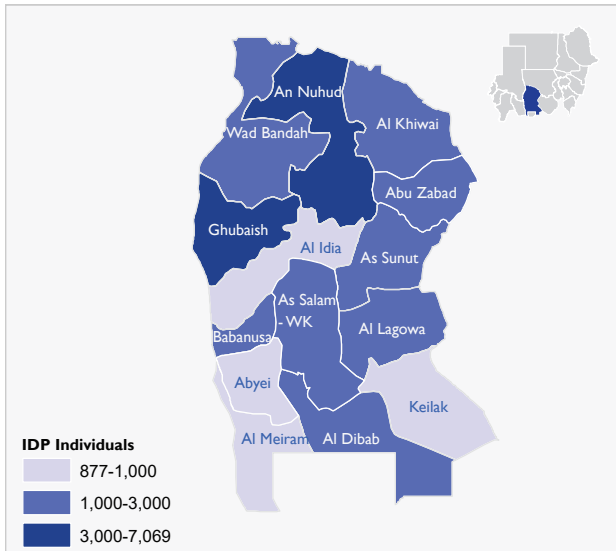 An Nuhud
Al Khiwai
Wad Bandah
Abu Zabad
Ghubaish
Al Idia
As Sunut
As Salam
- WK
Al Lagowa
Babanusa
Abyei
Keilak
Al Meiram
Al Dibab
IDP Individuals
877-1,000
1,000-3,000
3,000-7,069